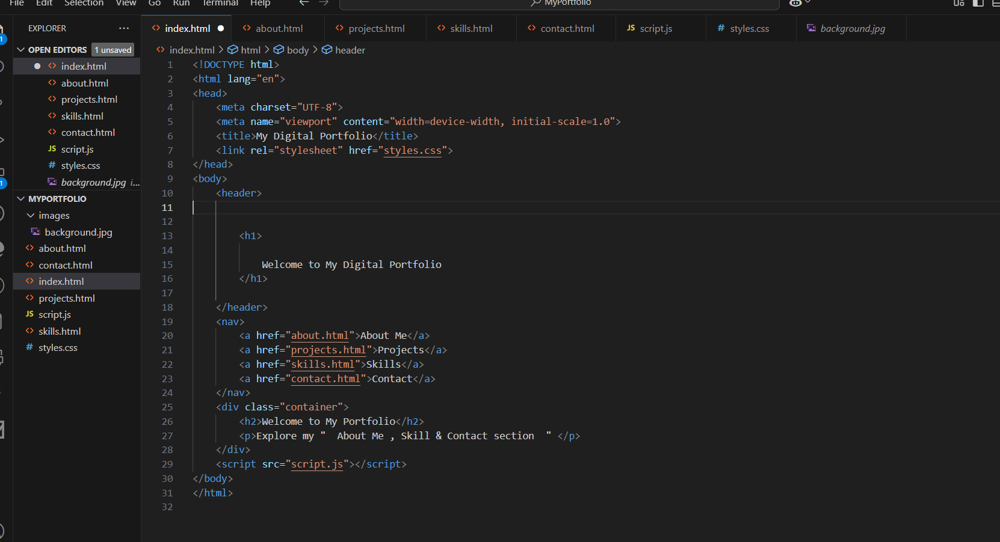 File Edit Selection View Go Run Terminal Help
MyPortfolio
EXPLORER ...
index.html
about.html
projects.html
skills.html
contact.html
JS script.js
# styles.css
background.jpg
OPEN EDITORS 1 unsaved
index.html
about.html
projects.html
skills.html
contact.html
JS script.js
# styles.css
background.jpg i...
MYPORTFOLIO
images
background.jpg
about.html
contact.html
index.html
projects.html
JS script.js
skills.html
# styles.css
1
1
index.html > html > body > header
1 <!DOCTYPE html>
2 <html lang="en">
3 <head>
4     <meta charset="UTF-8">
5     <meta name="viewport" content="width=device-width, initial-scale=1.0">
6     <title>My Digital Portfolio</title>
7     <link rel="stylesheet" href="styles.css">
8 </head>
9 <body>
10     <header>
11
12
13         <h1>
14
15             Welcome to My Digital Portfolio
16         </h1>
17
18     </header>
19     <nav>
20         <a href="about.html">About Me</a>
21         <a href="projects.html">Projects</a>
22         <a href="skills.html">Skills</a>
23         <a href="contact.html">Contact</a>
24     </nav>
25     <div class="container">
26         <h2>Welcome to My Portfolio</h2>
27         <p>Explore my "  About Me , Skill & Contact section  " </p>
28     </div>
29     <script src="script.js"></script>
30 </body>
31 </html>
32